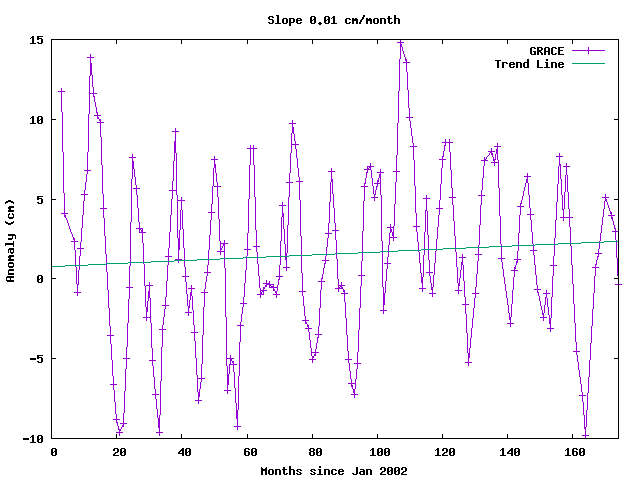 Slope 0.01 cm/month
GRACE
Trend Line
15
10
5
0
-5
-10
Anomaly (cm)
0 20 40 60 80 100 120 140 160
Months since Jan 2002